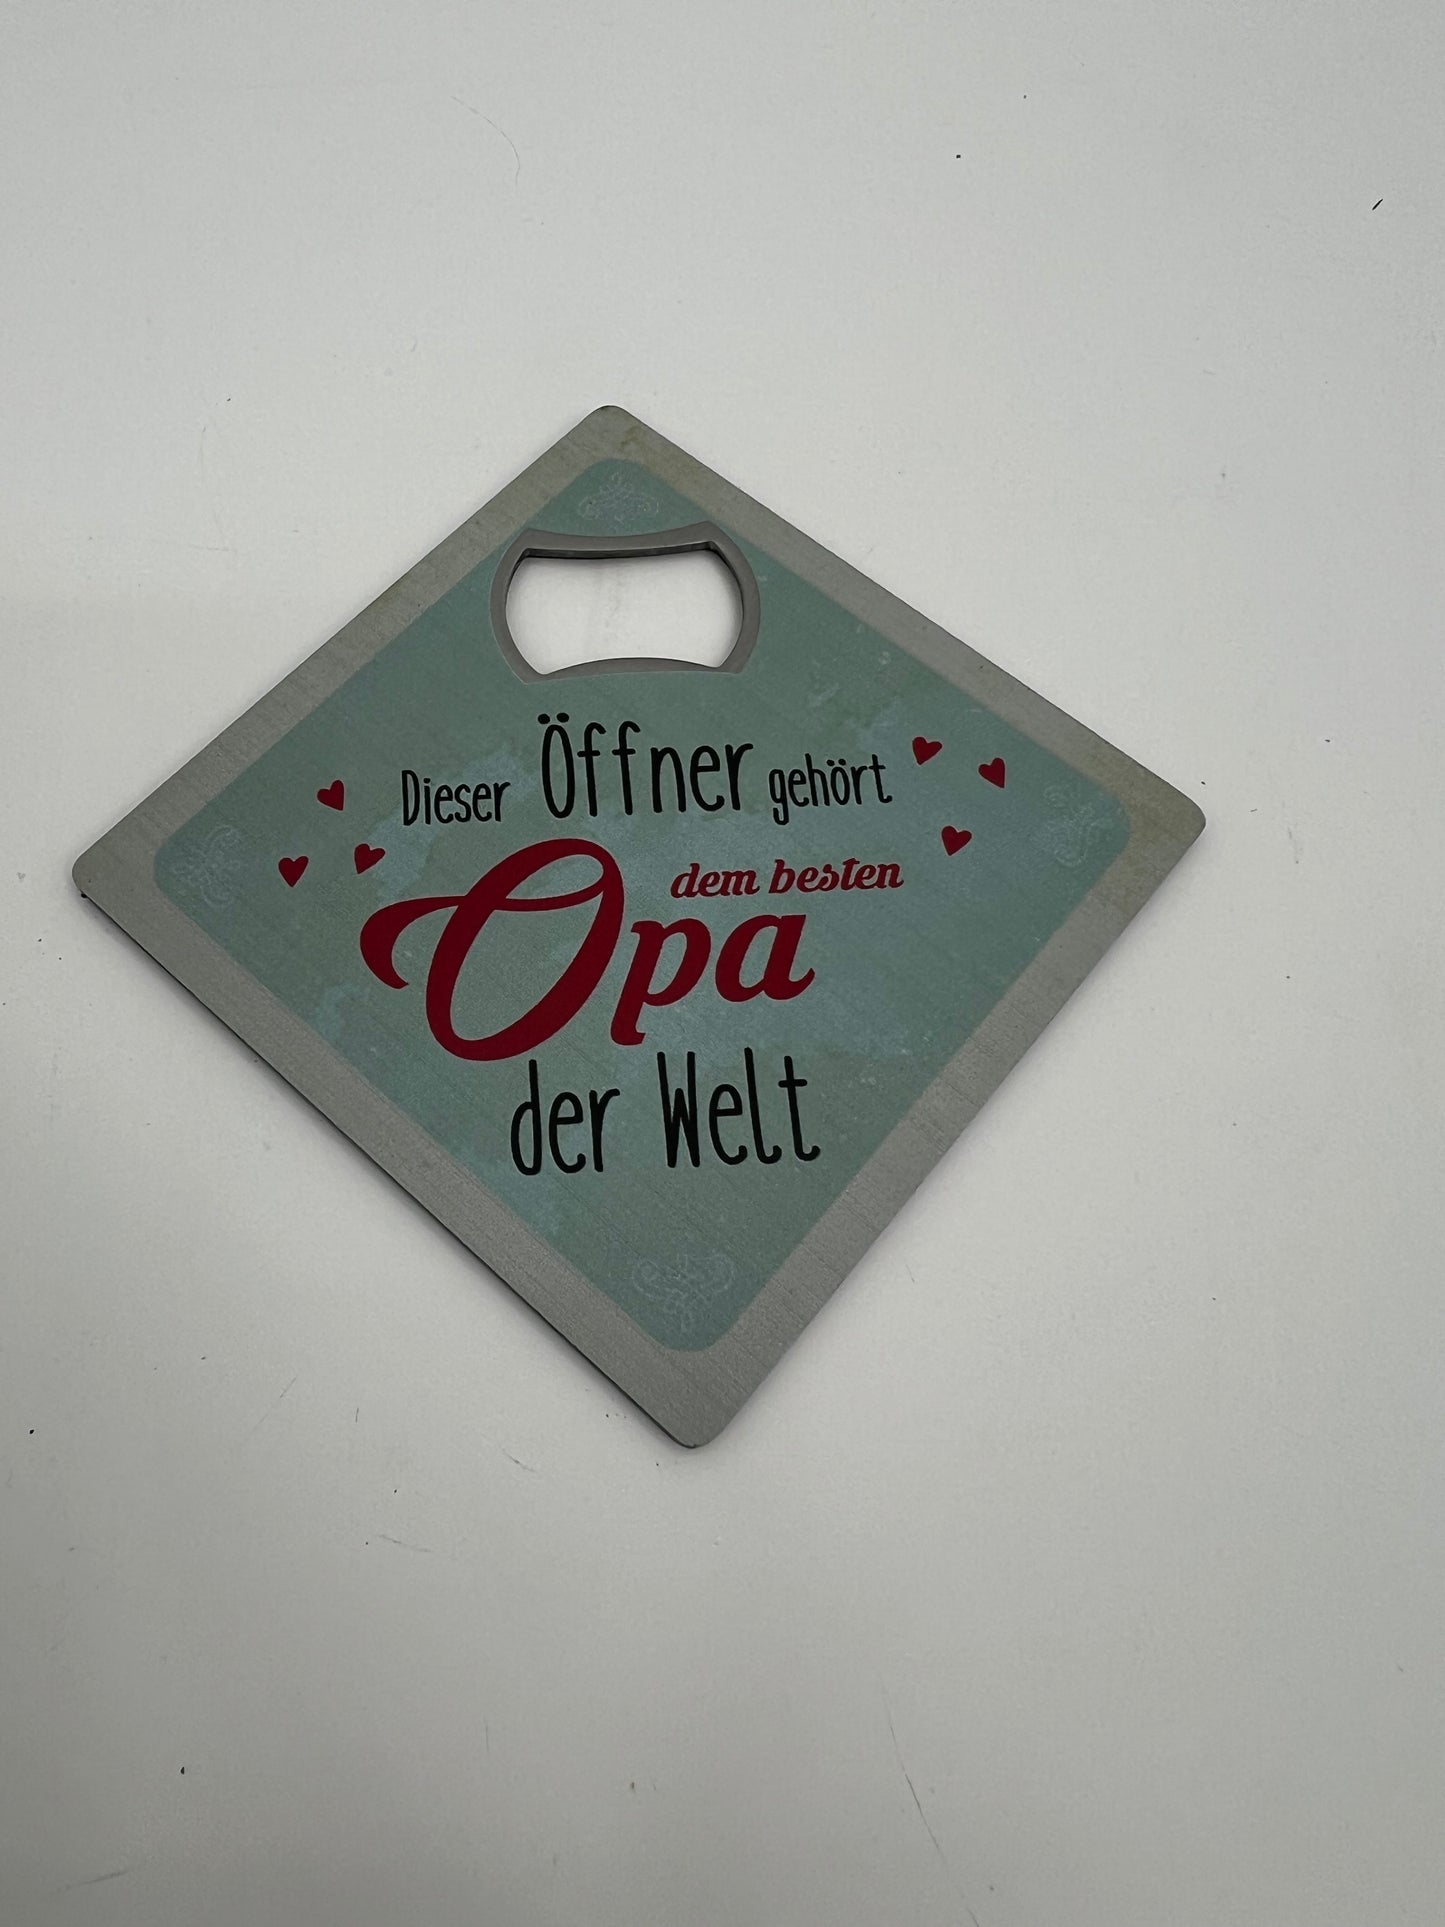 Dieser Öffner gehört
dem besten
Opa
der Welt